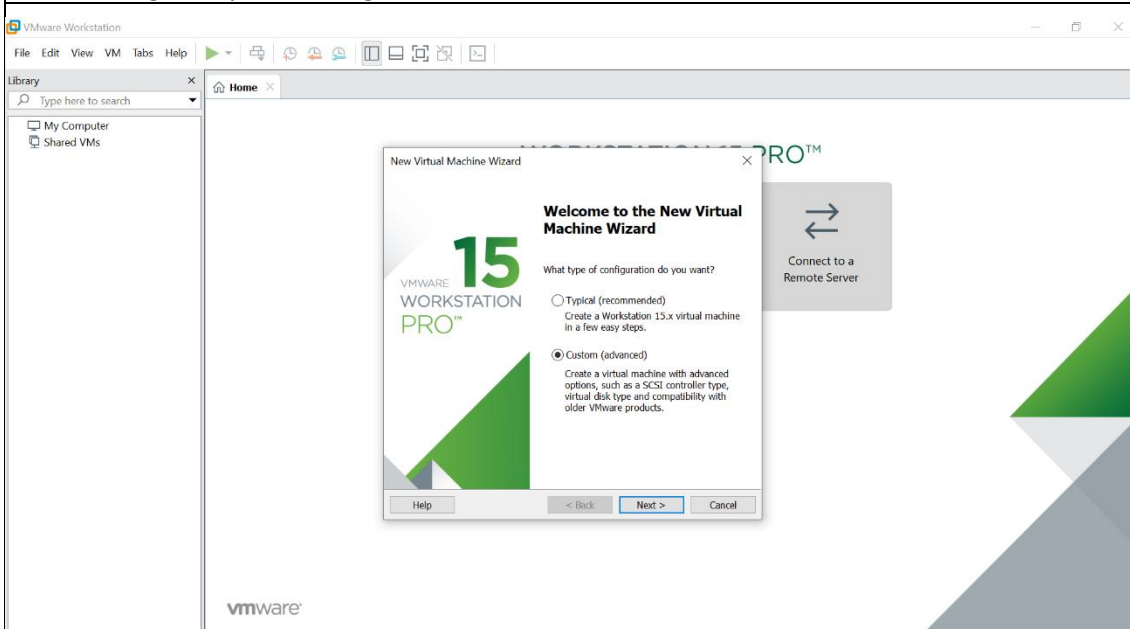 VMware Workstation
File Edit View VM Tabs Help
Library
Type here to search
My Computer
Shared VMs
Home
PRO™
New Virtual Machine Wizard
15
VMWARE
WORKSTATION
PRO™
Welcome to the New Virtual
Machine Wizard
What type of configuration do you want?
Typical (recommended)
Create a Workstation 15.x virtual machine
in a few easy steps.
Custom (advanced)
Create a virtual machine with advanced
options, such as a SCSI controller type,
virtual disk type and compatibility with
older VMware products.
Help
< Back
Next >
Cancel
Connect to a
Remote Server
vmware